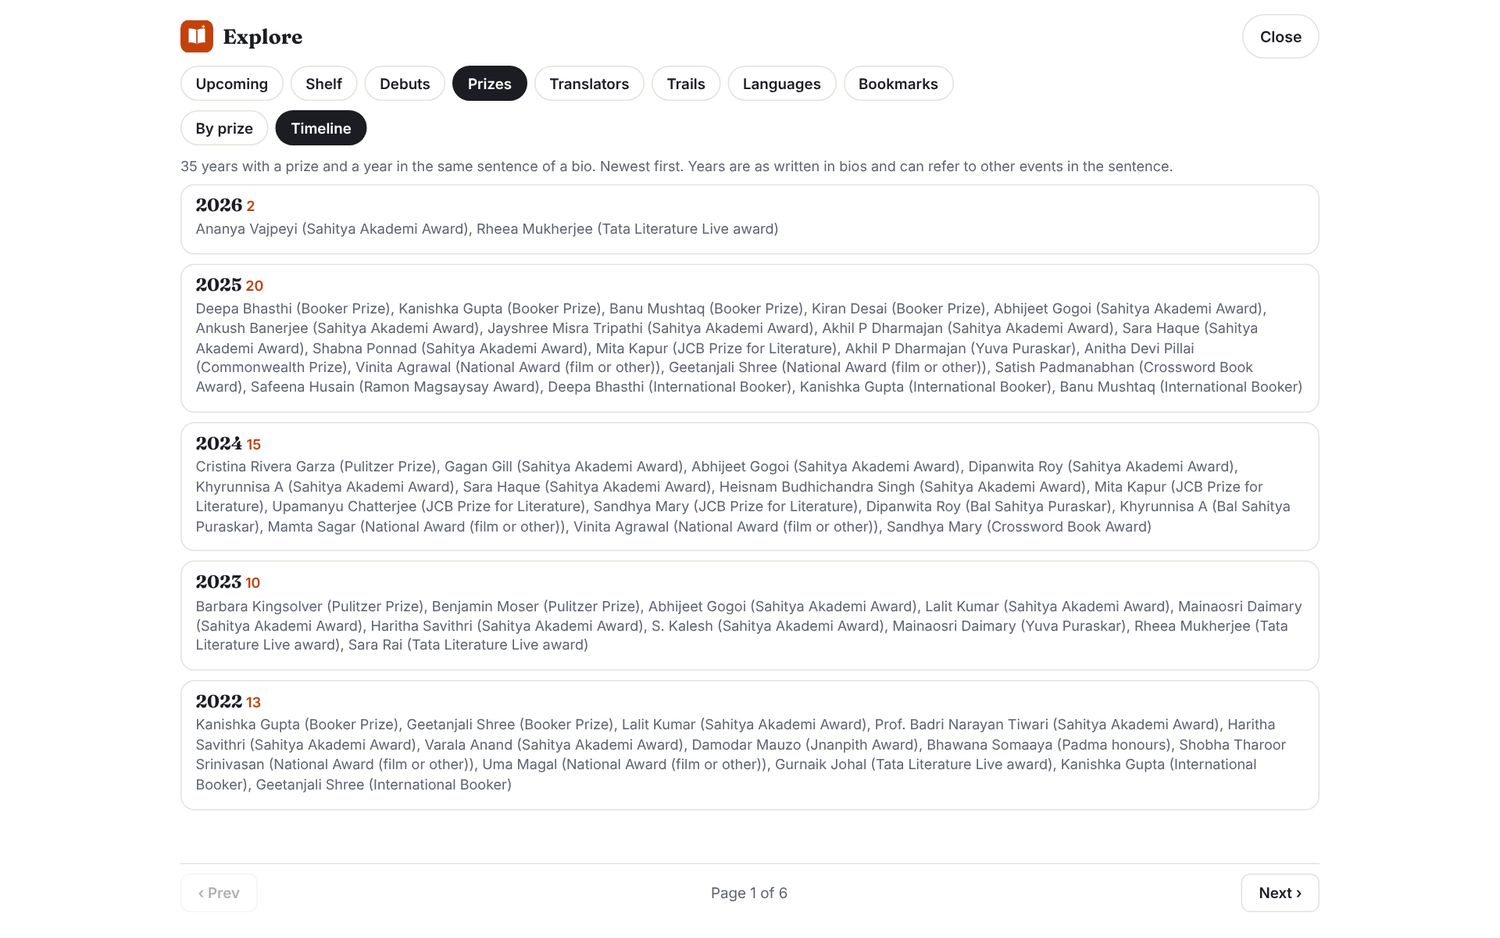 Explore
Close
Upcoming
Shelf
Debuts
Prizes
Translators
Trails
Languages
Bookmarks
By prize
Timeline
35 years with a prize and a year in the same sentence of a bio. Newest first. Years are as written in bios and can refer to other events in the sentence.
2026 2
Ananya Vajpeyi (Sahitya Akademi Award), Rheea Mukherjee (Tata Literature Live award)
2025 20
Deepa Bhasthi (Booker Prize), Kanishka Gupta (Booker Prize), Banu Mushtaq (Booker Prize), Kiran Desai (Booker Prize), Abhijeet Gogoi (Sahitya Akademi Award),
Ankush Banerjee (Sahitya Akademi Award), Jayshree Misra Tripathi (Sahitya Akademi Award), Akhil P Dharmajan (Sahitya Akademi Award), Sara Haque (Sahitya
Akademi Award), Shabna Ponnad (Sahitya Akademi Award), Mita Kapur (JCB Prize for Literature), Akhil P Dharmajan (Yuva Puraskar), Anitha Devi Pillai
(Commonwealth Prize), Vinita Agrawal (National Award (film or other)), Geetanjali Shree (National Award (film or other)), Satish Padmanabhan (Crossword Book
Award), Safeena Husain (Ramon Magsaysay Award), Deepa Bhasthi (International Booker), Kanishka Gupta (International Booker), Banu Mushtaq (International Booker)
2024 15
Cristina Rivera Garza (Pulitzer Prize), Gagan Gill (Sahitya Akademi Award), Abhijeet Gogoi (Sahitya Akademi Award), Dipanwita Roy (Sahitya Akademi Award),
Khyrunnisa A (Sahitya Akademi Award), Sara Haque (Sahitya Akademi Award), Heisnam Budhichandra Singh (Sahitya Akademi Award), Mita Kapur (JCB Prize for
Literature), Upamanyu Chatterjee (JCB Prize for Literature), Sandhya Mary (JCB Prize for Literature), Dipanwita Roy (Bal Sahitya Puraskar), Khyrunnisa A (Bal Sahitya
Puraskar), Mamta Sagar (National Award (film or other)), Vinita Agrawal (National Award (film or other)), Sandhya Mary (Crossword Book Award)
2023 10
Barbara Kingsolver (Pulitzer Prize), Benjamin Moser (Pulitzer Prize), Abhijeet Gogoi (Sahitya Akademi Award), Lalit Kumar (Sahitya Akademi Award), Mainaosri Daimary
(Sahitya Akademi Award), Haritha Savithri (Sahitya Akademi Award), S. Kalesh (Sahitya Akademi Award), Mainaosri Daimary (Yuva Puraskar), Rheea Mukherjee (Tata
Literature Live award), Sara Rai (Tata Literature Live award)
2022 13
Kanishka Gupta (Booker Prize), Geetanjali Shree (Booker Prize), Lalit Kumar (Sahitya Akademi Award), Prof. Badri Narayan Tiwari (Sahitya Akademi Award), Haritha
Savithri (Sahitya Akademi Award), Varala Anand (Sahitya Akademi Award), Damodar Mauzo (Jnanpith Award), Bhawana Somaaya (Padma honours), Shobha Tharoor
Srinivasan (National Award (film or other)), Uma Magal (National Award (film or other)), Gurnaik Johal (Tata Literature Live award), Kanishka Gupta (International
Booker), Geetanjali Shree (International Booker)
‹ Prev
Page 1 of 6
Next ›